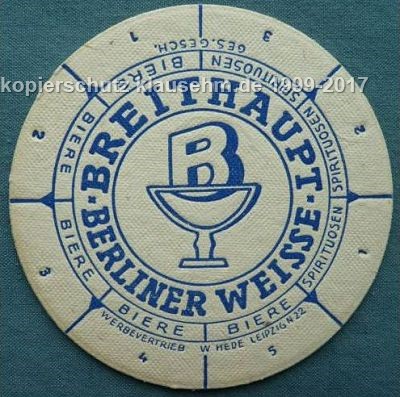 kopierschutz klausehm.de 1999-2017
BREITHAUPT
BERLINER WEISSE
B
BIERE BIERE BIERE BIERE BIERE
SPIRITUOSEN SPIRITUOSEN SPIRITUOSEN SPIRITUOSEN
GES. GESCH.
WERBEVERTRIEB W. HEDE LEIPZIG N22
1 2 3 4 5
1 2 3